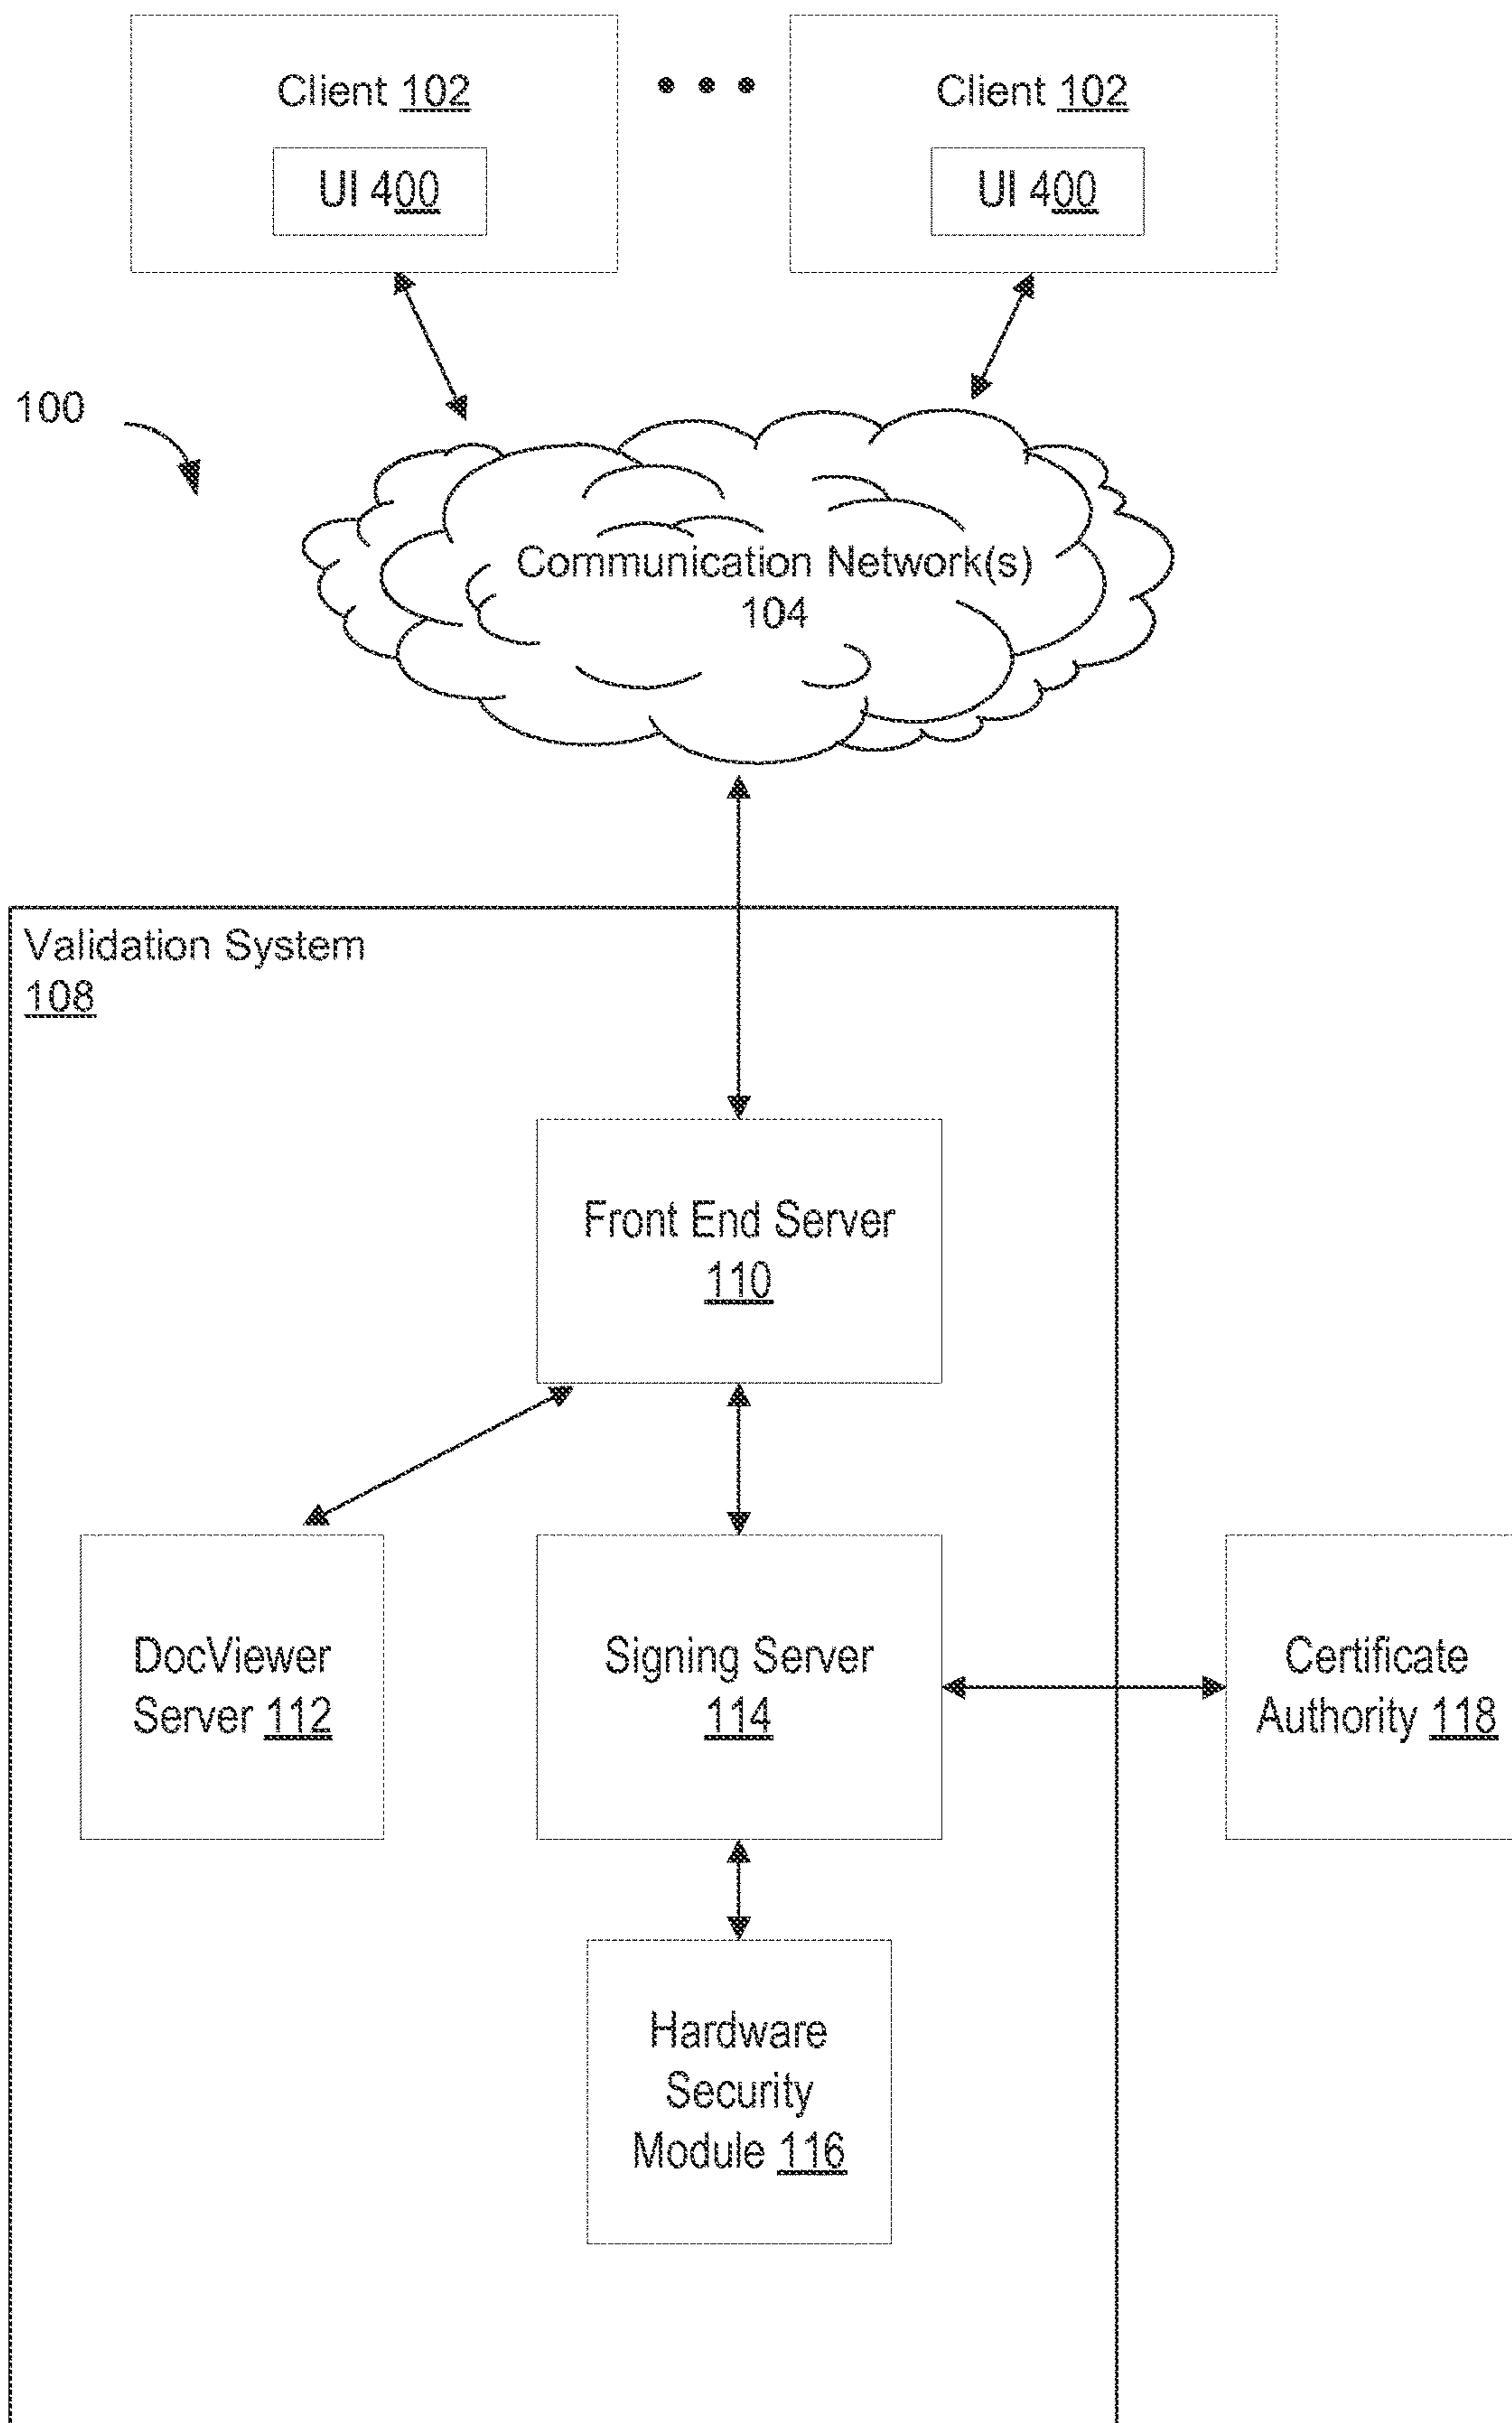 Client 102
UI 400
• • •
Client 102
UI 400
100
Communication Network(s)
104
Validation System
108
Front End Server
110
DocViewer
Server 112
Signing Server
114
Certificate
Authority 118
Hardware
Security
Module 116